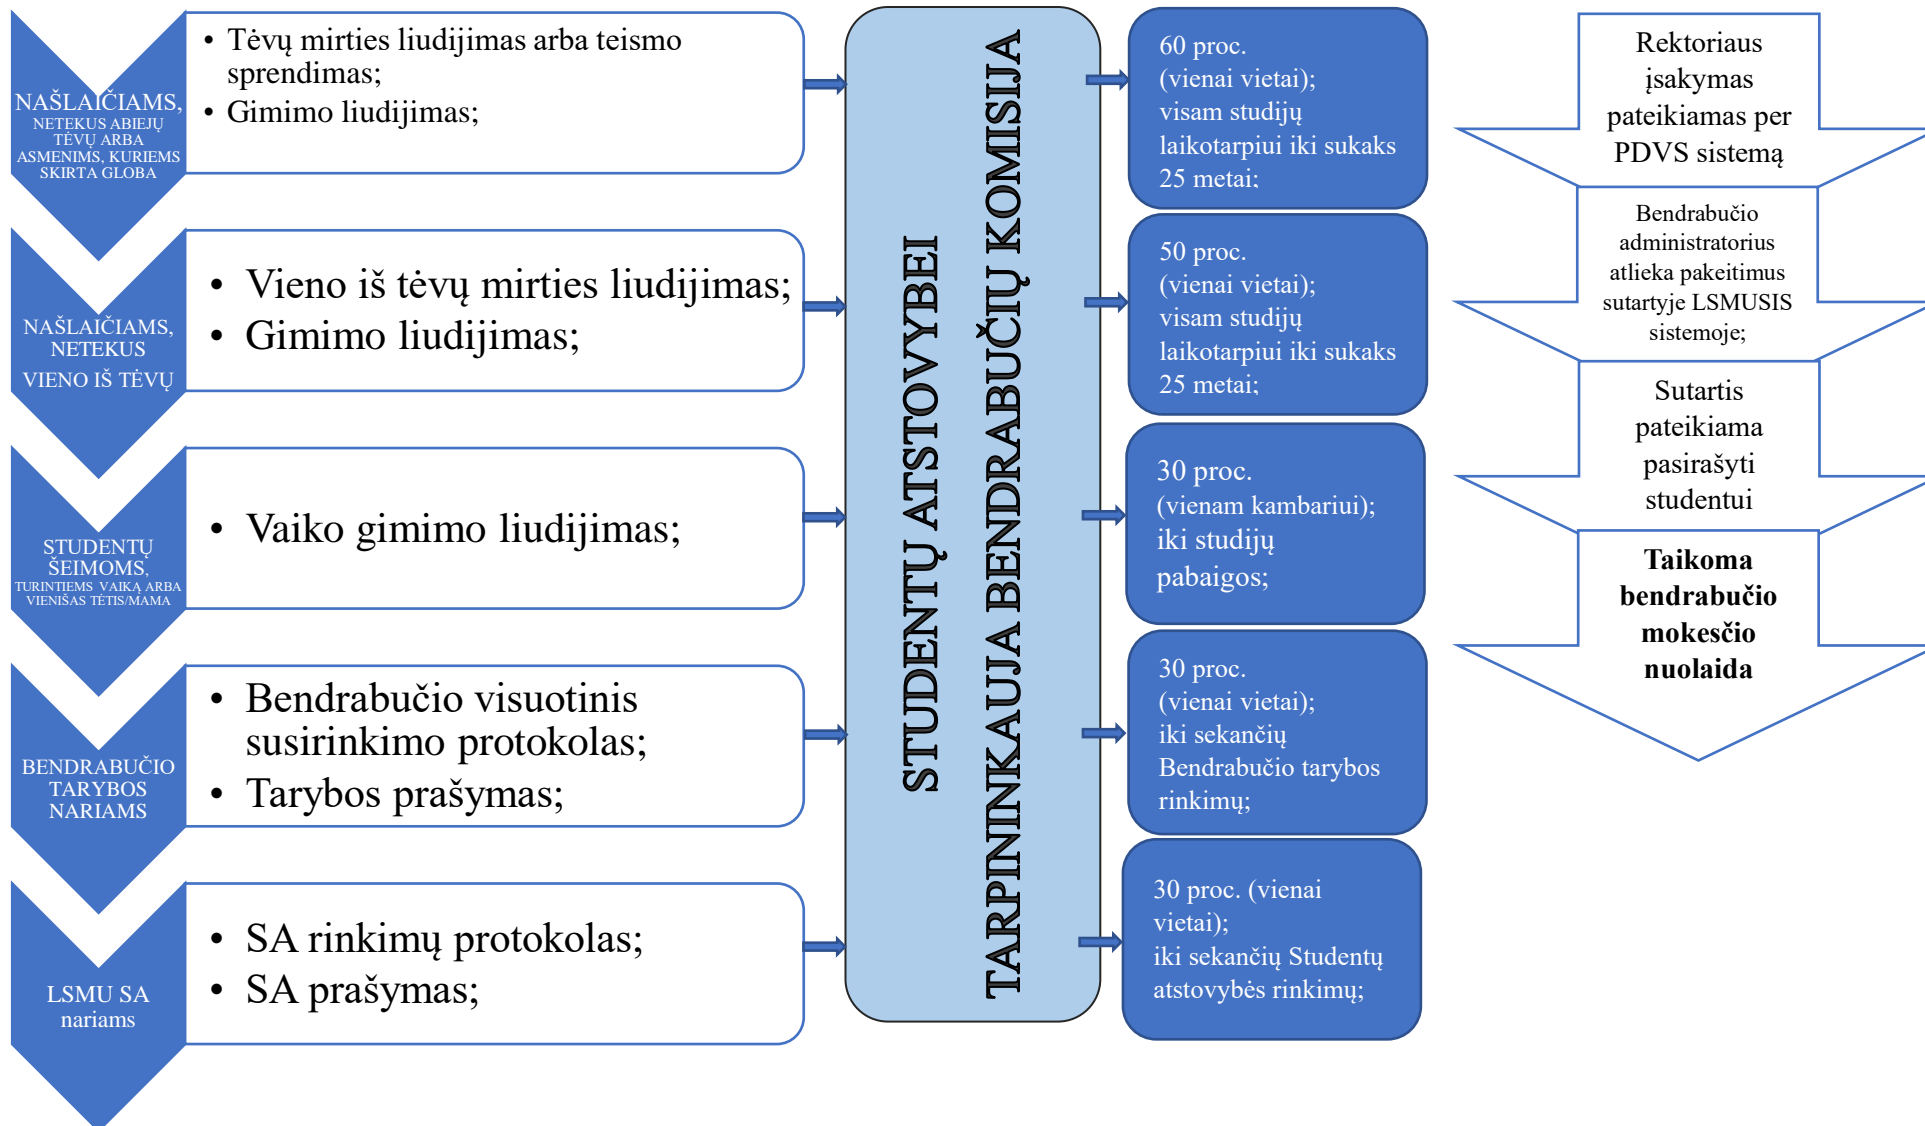 NAŠLAIČIAMS,
NETEKUS ABIEJŲ
TĖVŲ ARBA
ASMENIMS, KURIEMS
SKIRTA GLOBA
• Tėvų mirties liudijimas arba teismo
sprendimas;
• Gimimo liudijimas;
NAŠLAIČIAMS,
NETEKUS
VIENO IŠ TĖVŲ
• Vieno iš tėvų mirties liudijimas;
• Gimimo liudijimas;
STUDENTŲ
ŠEIMOMS,
TURINTIEMS VAIKĄ ARBA
VIENIŠAS TĖTIS/MAMA
• Vaiko gimimo liudijimas;
BENDRABUČIO
TARYBOS
NARIAMS
• Bendrabučio visuotinis
susirinkimo protokolas;
• Tarybos prašymas;
LSMU SA
nariams
• SA rinkimų protokolas;
• SA prašymas;
STUDENTŲ ATSTOVYBEI
TARPININKAUJA BENDRABUČIŲ KOMISIJA
60 proc.
(vienai vietai);
visam studijų
laikotarpiui iki sukaks
25 metai;
50 proc.
(vienai vietai);
visam studijų
laikotarpiui iki sukaks
25 metai;
30 proc.
(vienam kambariui);
iki studijų
pabaigos;
30 proc.
(vienai vietai);
iki sekančių
Bendrabučio tarybos
rinkimų;
30 proc. (vienai
vietai);
iki sekančių Studentų
atstovybės rinkimų;
Rektoriaus
įsakymas
pateikiamas per
PDVS sistemą
Bendrabučio
administratorius
atlieka pakeitimus
sutartyje LSMUSIS
sistemoje;
Sutartis
pateikiama
pasirašyti
studentui
Taikoma
bendrabučio
mokesčio
nuolaida